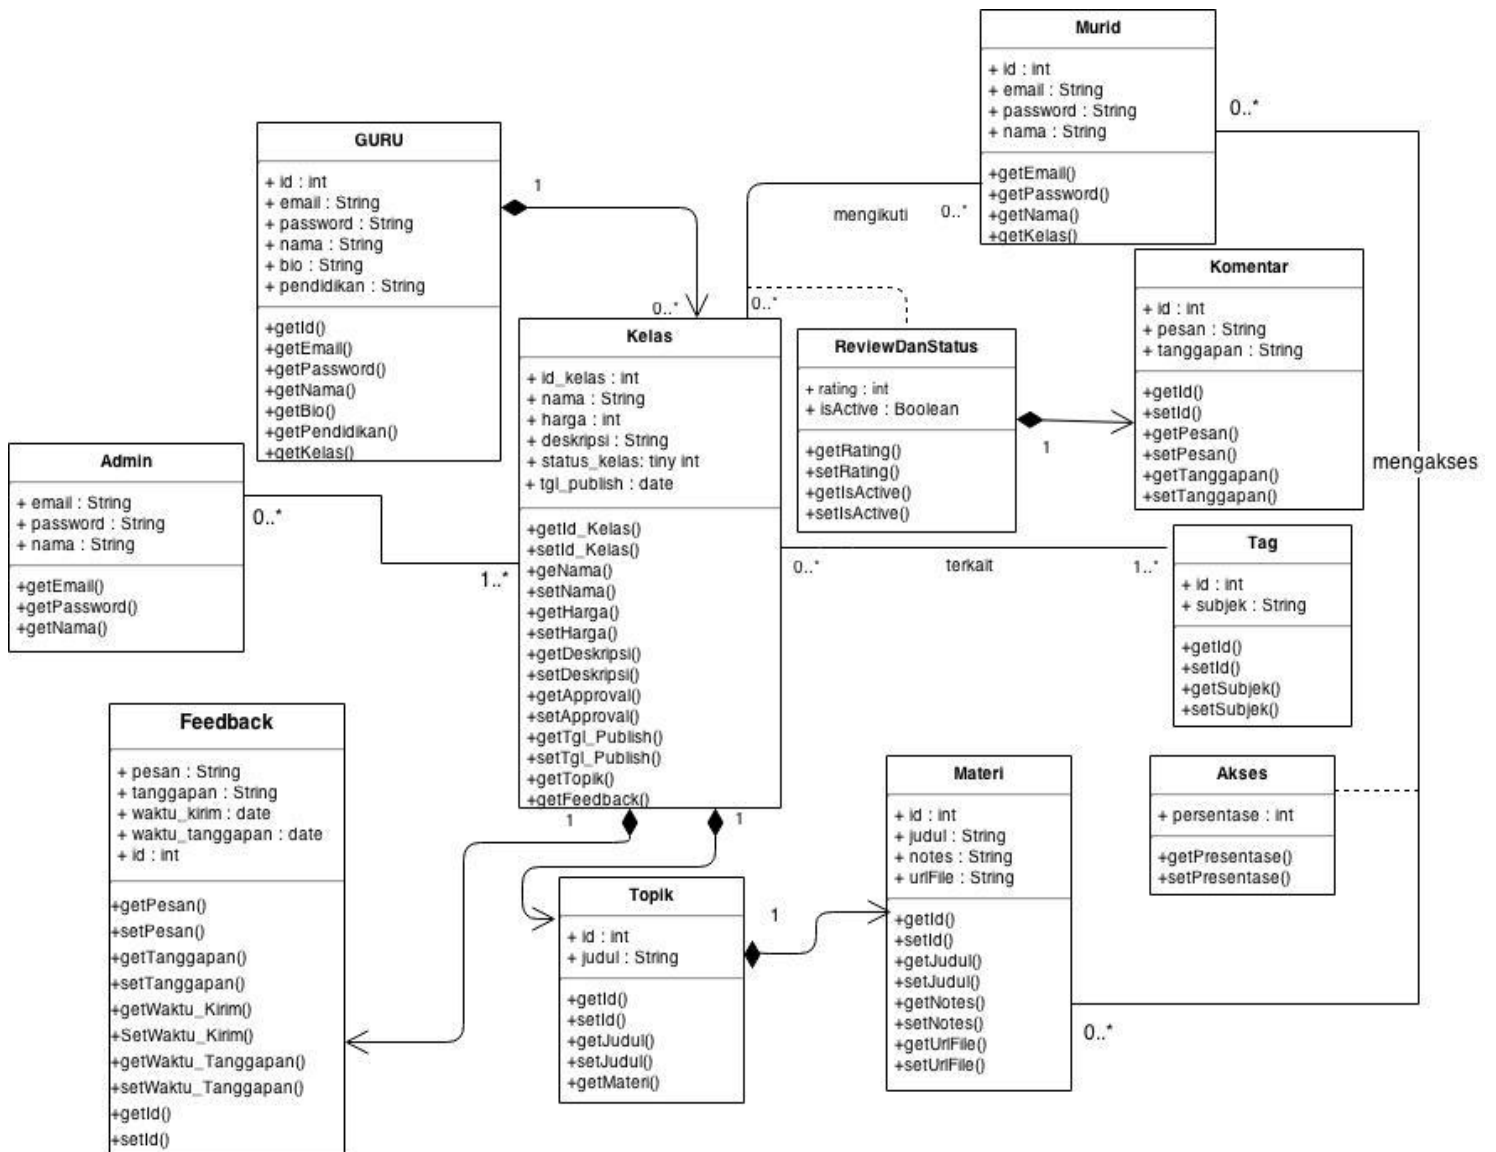 Murid
+ id : int
+ email : String
+ password : String
+ nama : String
+getEmail()
+getPassword()
+getNama()
+getKelas()
0..*
GURU
+ id : int
+ email : String
+ password : String
+ nama : String
+ bio : String
+ pendidikan : String
+getId()
+getEmail()
+getPassword()
+getNama()
+getBio()
+getPendidikan()
+getKelas()
1
0..*
mengikuti
0..*
0..*
Kelas
+ id_kelas : int
+ nama : String
+ harga : int
+ deskripsi : String
+ status_kelas: tiny int
+ tgl_publish : date
+getId_Kelas()
+setId_Kelas()
+geNama()
+setNama()
+getHarga()
+setHarga()
+getDeskripsi()
+setDeskripsi()
+getApproval()
+setApproval()
+getTgl_Publish()
+setTgl_Publish()
+getTopik()
+getFeedback()
ReviewDanStatus
+ rating : int
+ isActive : Boolean
+getRating()
+setRating()
+getIsActive()
+setIsActive()
1
Komentar
+ id : int
+ pesan : String
+ tanggapan : String
+getId()
+setId()
+getPesan()
+setPesan()
+getTanggapan()
+setTanggapan()
mengakses
Admin
+ email : String
+ password : String
+ nama : String
+getEmail()
+getPassword()
+getNama()
0..*
1..*
0..*
terkait
1..*
Tag
+ id : int
+ subjek : String
+getId()
+setId()
+getSubjek()
+setSubjek()
Feedback
+ pesan : String
+ tanggapan : String
+ waktu_kirim : date
+ waktu_tanggapan : date
+ id : int
+getPesan()
+setPesan()
+getTanggapan()
+setTanggapan()
+getWaktu_Kirim()
+SetWaktu_Kirim()
+getWaktu_Tanggapan()
+setWaktu_Tanggapan()
+getId()
+setId()
1
1
Topik
+ id : int
+ judul : String
+getId()
+setId()
+getJudul()
+setJudul()
+getMateri()
1
Materi
+ id : int
+ judul : String
+ notes : String
+ urlFile : String
+getId()
+setId()
+getJudul()
+setJudul()
+getNotes()
+setNotes()
+getUrlFile()
+setUrlFile()
0..*
Akses
+ persentase : int
+getPresentase()
+setPresentase()